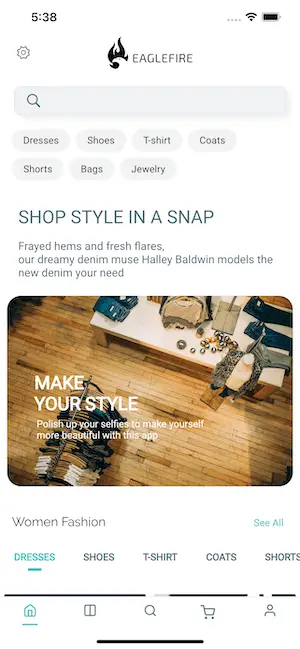 5:38
EAGLEFIRE
Dresses
Shoes
T-shirt
Coats
Shorts
Bags
Jewelry
SHOP STYLE IN A SNAP
Frayed hems and fresh flares,
our dreamy denim muse Halley Baldwin models the
new denim your need
MAKE
YOUR STYLE
Polish up your selfies to make yourself
more beautiful with this app
Women Fashion
See All
DRESSES
SHOES
T-SHIRT
COATS
SHORTS